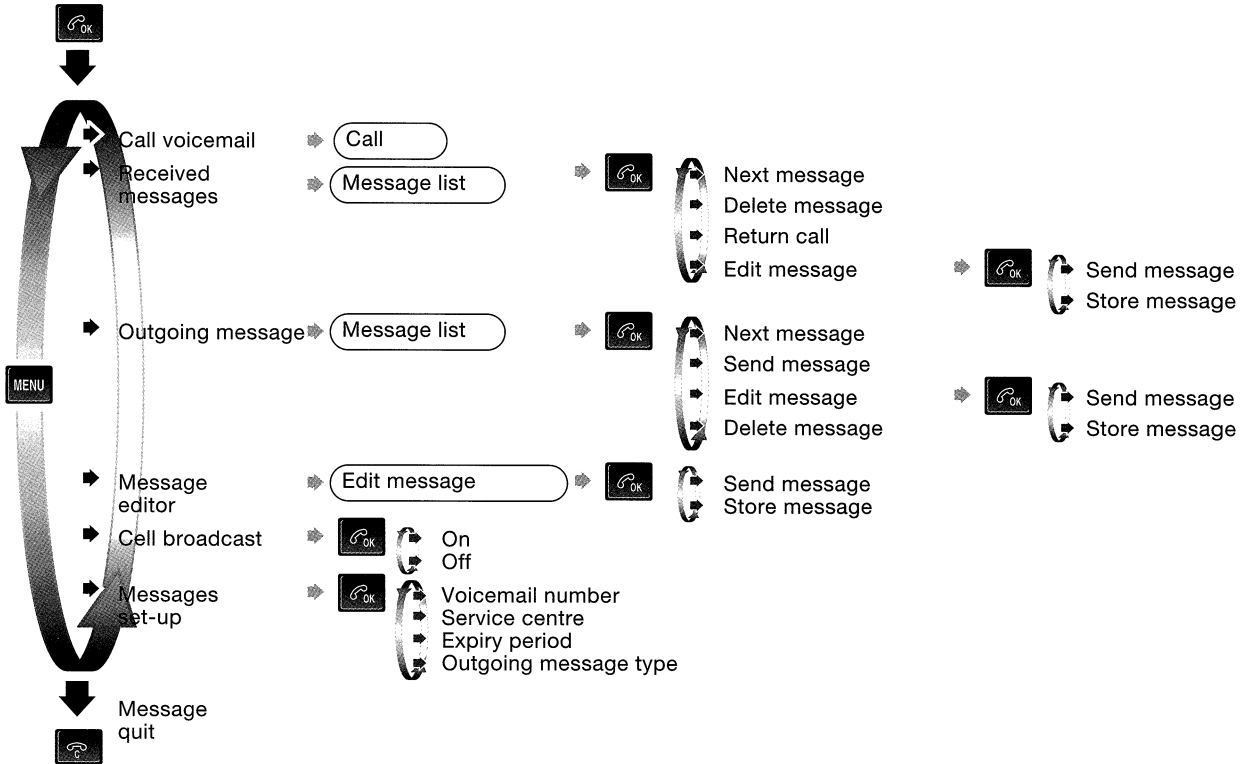 OK
Call voicemail
Call
Received
messages
Message list
OK
Next message
Delete message
Return call
Edit message
OK
Send message
Store message
Outgoing message
Message list
OK
Next message
Send message
Edit message
Delete message
OK
Send message
Store message
MENU
Message
editor
Edit message
OK
Send message
Store message
Cell broadcast
OK
On
Off
Messages
set-up
OK
Voicemail number
Service centre
Expiry period
Outgoing message type
Message
quit
C